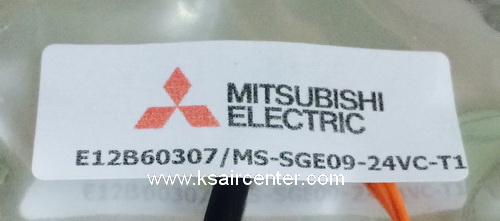 MITSUBISHI
ELECTRIC
E12B60307/MS-SGE09-24VC-T1
www.ksaircenter.com